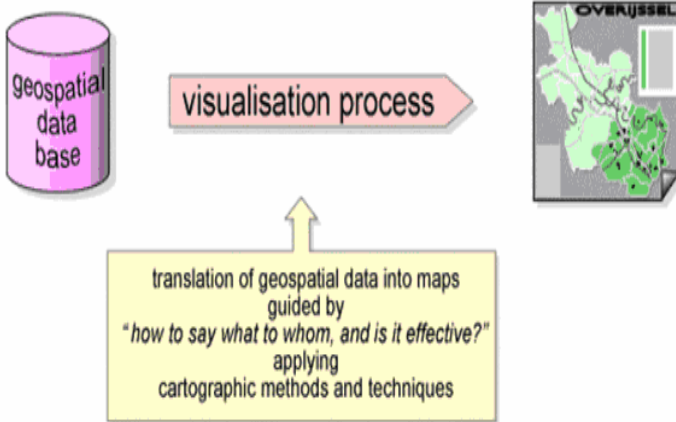 geospatial
data
base
visualisation process
OVERIJSSEL
translation of geospatial data into maps
guided by
“how to say what to whom, and is it effective?”
applying
cartographic methods and techniques